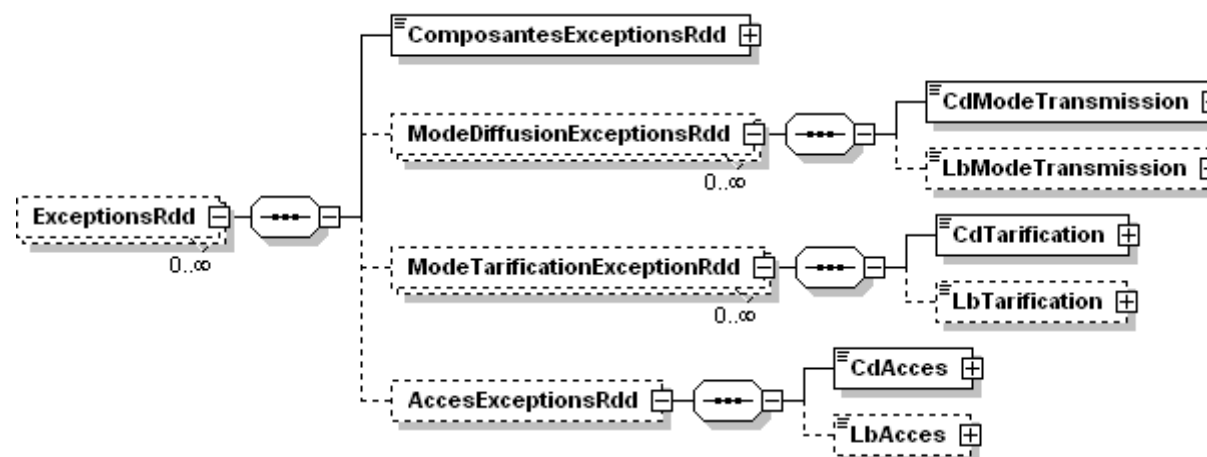 ComposantesExceptionsRdd
CdModeTransmission
ModeDiffusionExceptionsRdd
0..∞
LbModeTransmission
ExceptionsRdd
0..∞
CdTarification
ModeTarificationExceptionRdd
0..∞
LbTarification
CdAcces
AccesExceptionsRdd
LbAcces